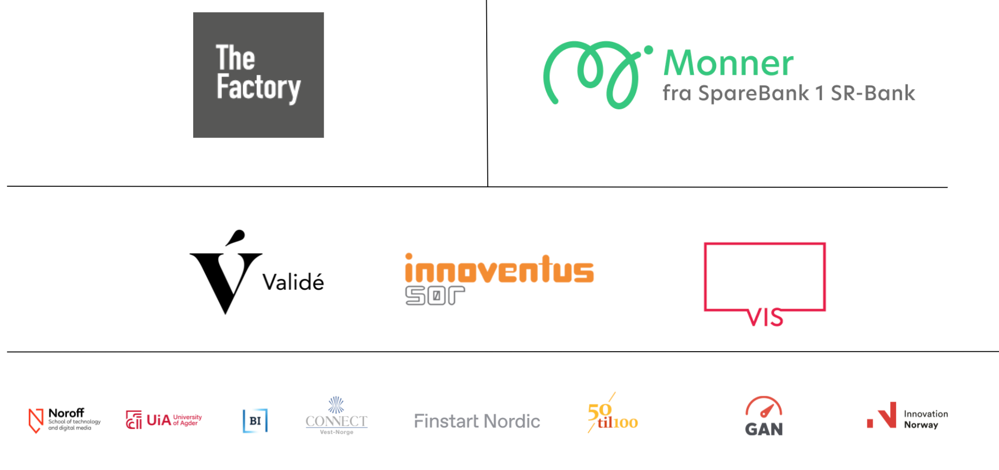 The
Factory
Monner
fra SpareBank 1 SR-Bank
Validé
innoventus
sør
VIS
Noroff
School of technology
and digital media
UiA University
of Agder
BI
CONNECT
Vest-Norge
Finstart Nordic
50
til100
GAN
Innovation
Norway